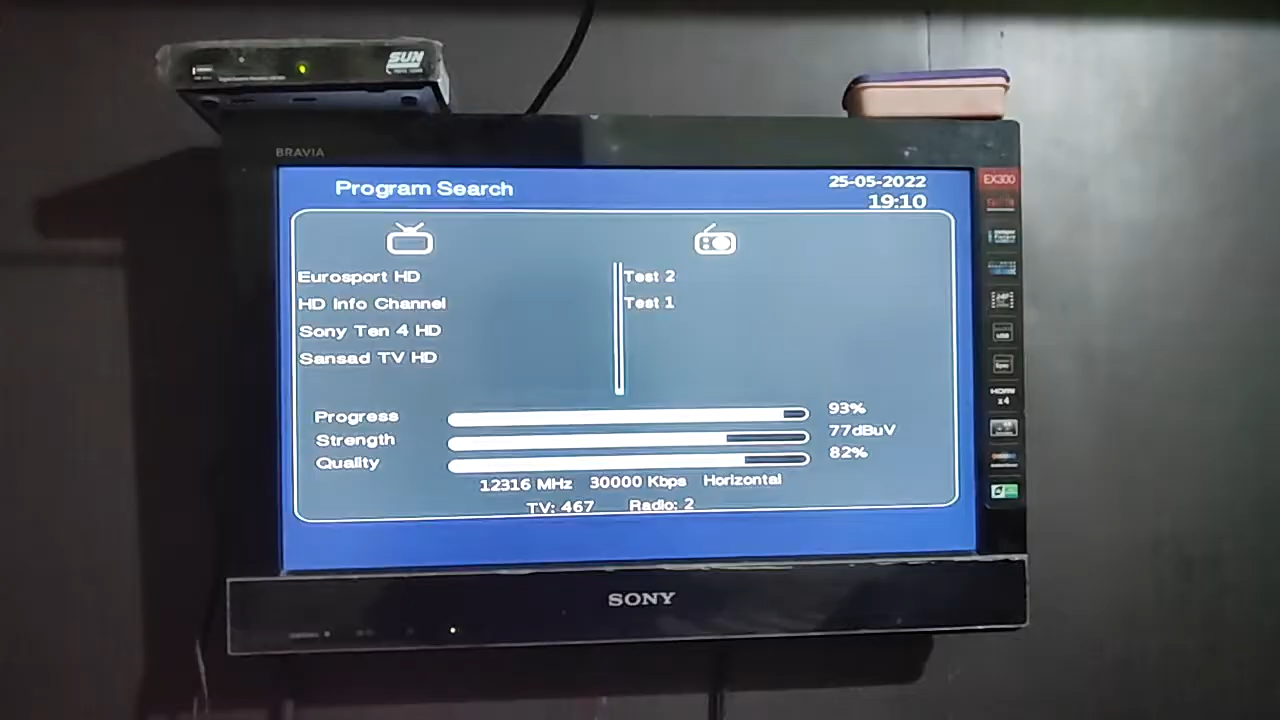 SUN
BRAVIA
Program Search
25-05-2022
19:10
EX300
Eurosport HD
Test 2
HD Info Channel
Test 1
Sony Ten 4 HD
Sansad TV HD
Progress
93%
Strength
77dBuV
Quality
82%
12316 MHz 30000 Kbps Horizontal
TV: 467 Radio: 2
HDMI
x4
SONY